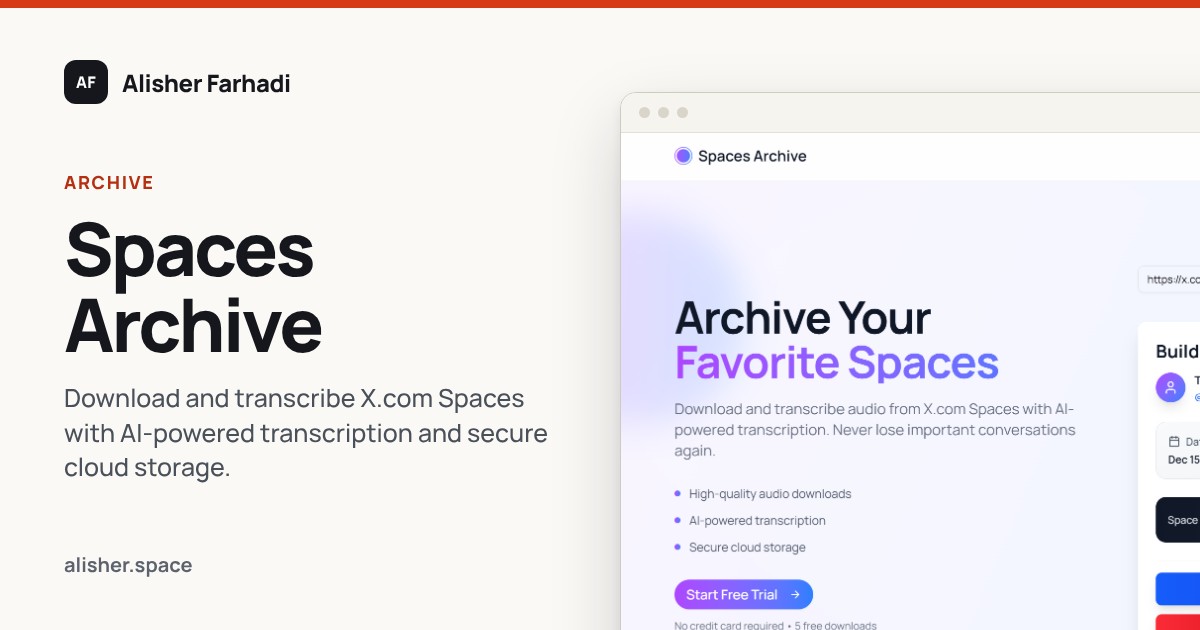 AF
Alisher Farhadi
ARCHIVE
Spaces
Archive
Download and transcribe X.com Spaces
with AI-powered transcription and secure
cloud storage.
alisher.space
Spaces Archive
Archive Your
Favorite Spaces
Download and transcribe audio from X.com Spaces with AI-
powered transcription. Never lose important conversations
again.
High-quality audio downloads
AI-powered transcription
Secure cloud storage
Start Free Trial →
No credit card required • 5 free downloads
https://x.co
Build
Dec 15
Space